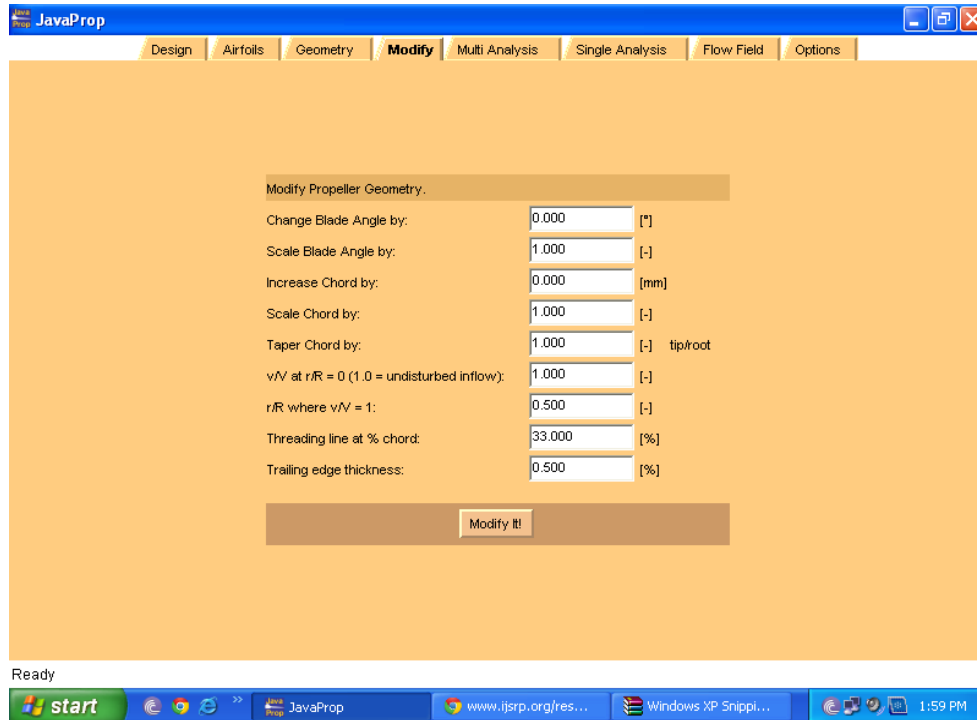 Java Prop JavaProp
Design Airfoils Geometry Modify Multi Analysis Single Analysis Flow Field Options
Modify Propeller Geometry.
Change Blade Angle by: 0.000 [°]
Scale Blade Angle by: 1.000 [-]
Increase Chord by: 0.000 [mm]
Scale Chord by: 1.000 [-]
Taper Chord by: 1.000 [-] tip/root
v/V at r/R = 0 (1.0 = undisturbed inflow): 1.000 [-]
r/R where v/V = 1: 0.500 [-]
Threading line at % chord: 33.000 [%]
Trailing edge thickness: 0.500 [%]
Modify It!
Ready
start Java Prop JavaProp www.ijsrp.org/res... Windows XP Snippi... 1:59 PM